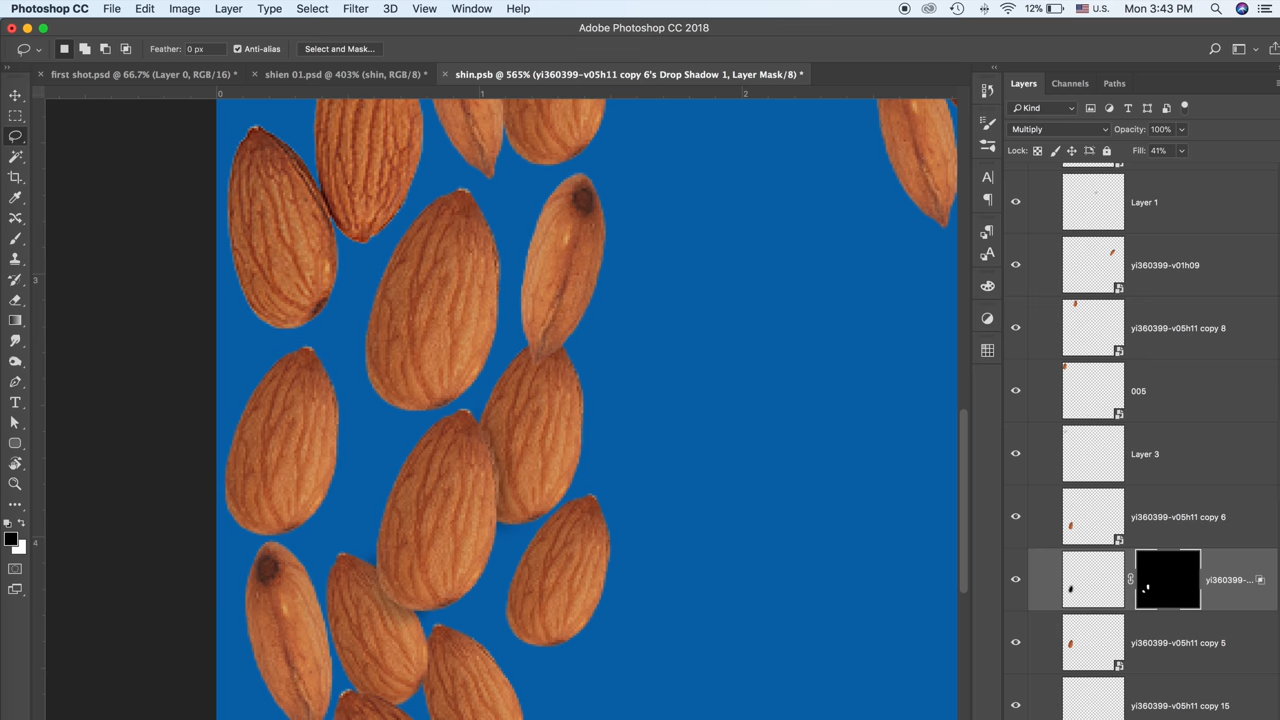 Photoshop CC File Edit Image Layer Type Select Filter 3D View Window Help 12% U.S. Mon 3:43 PM
Adobe Photoshop CC 2018
Feather: 0 px Anti-alias Select and Mask...
first shot.psd @ 66.7% (Layer 0, RGB/16) * shien 01.psd @ 403% (shin, RGB/8) * shin.psb @ 565% (yi360399-v05h11 copy 6's Drop Shadow 1, Layer Mask/8) *
0 1 2
3
4
Layers Channels Paths
Kind
Multiply Opacity: 100%
Lock: Fill: 41%
Layer 1
yi360399-v01h09
yi360399-v05h11 copy 8
005
Layer 3
yi360399-v05h11 copy 6
yi360399-...
yi360399-v05h11 copy 5
yi360399-v05h11 copy 15